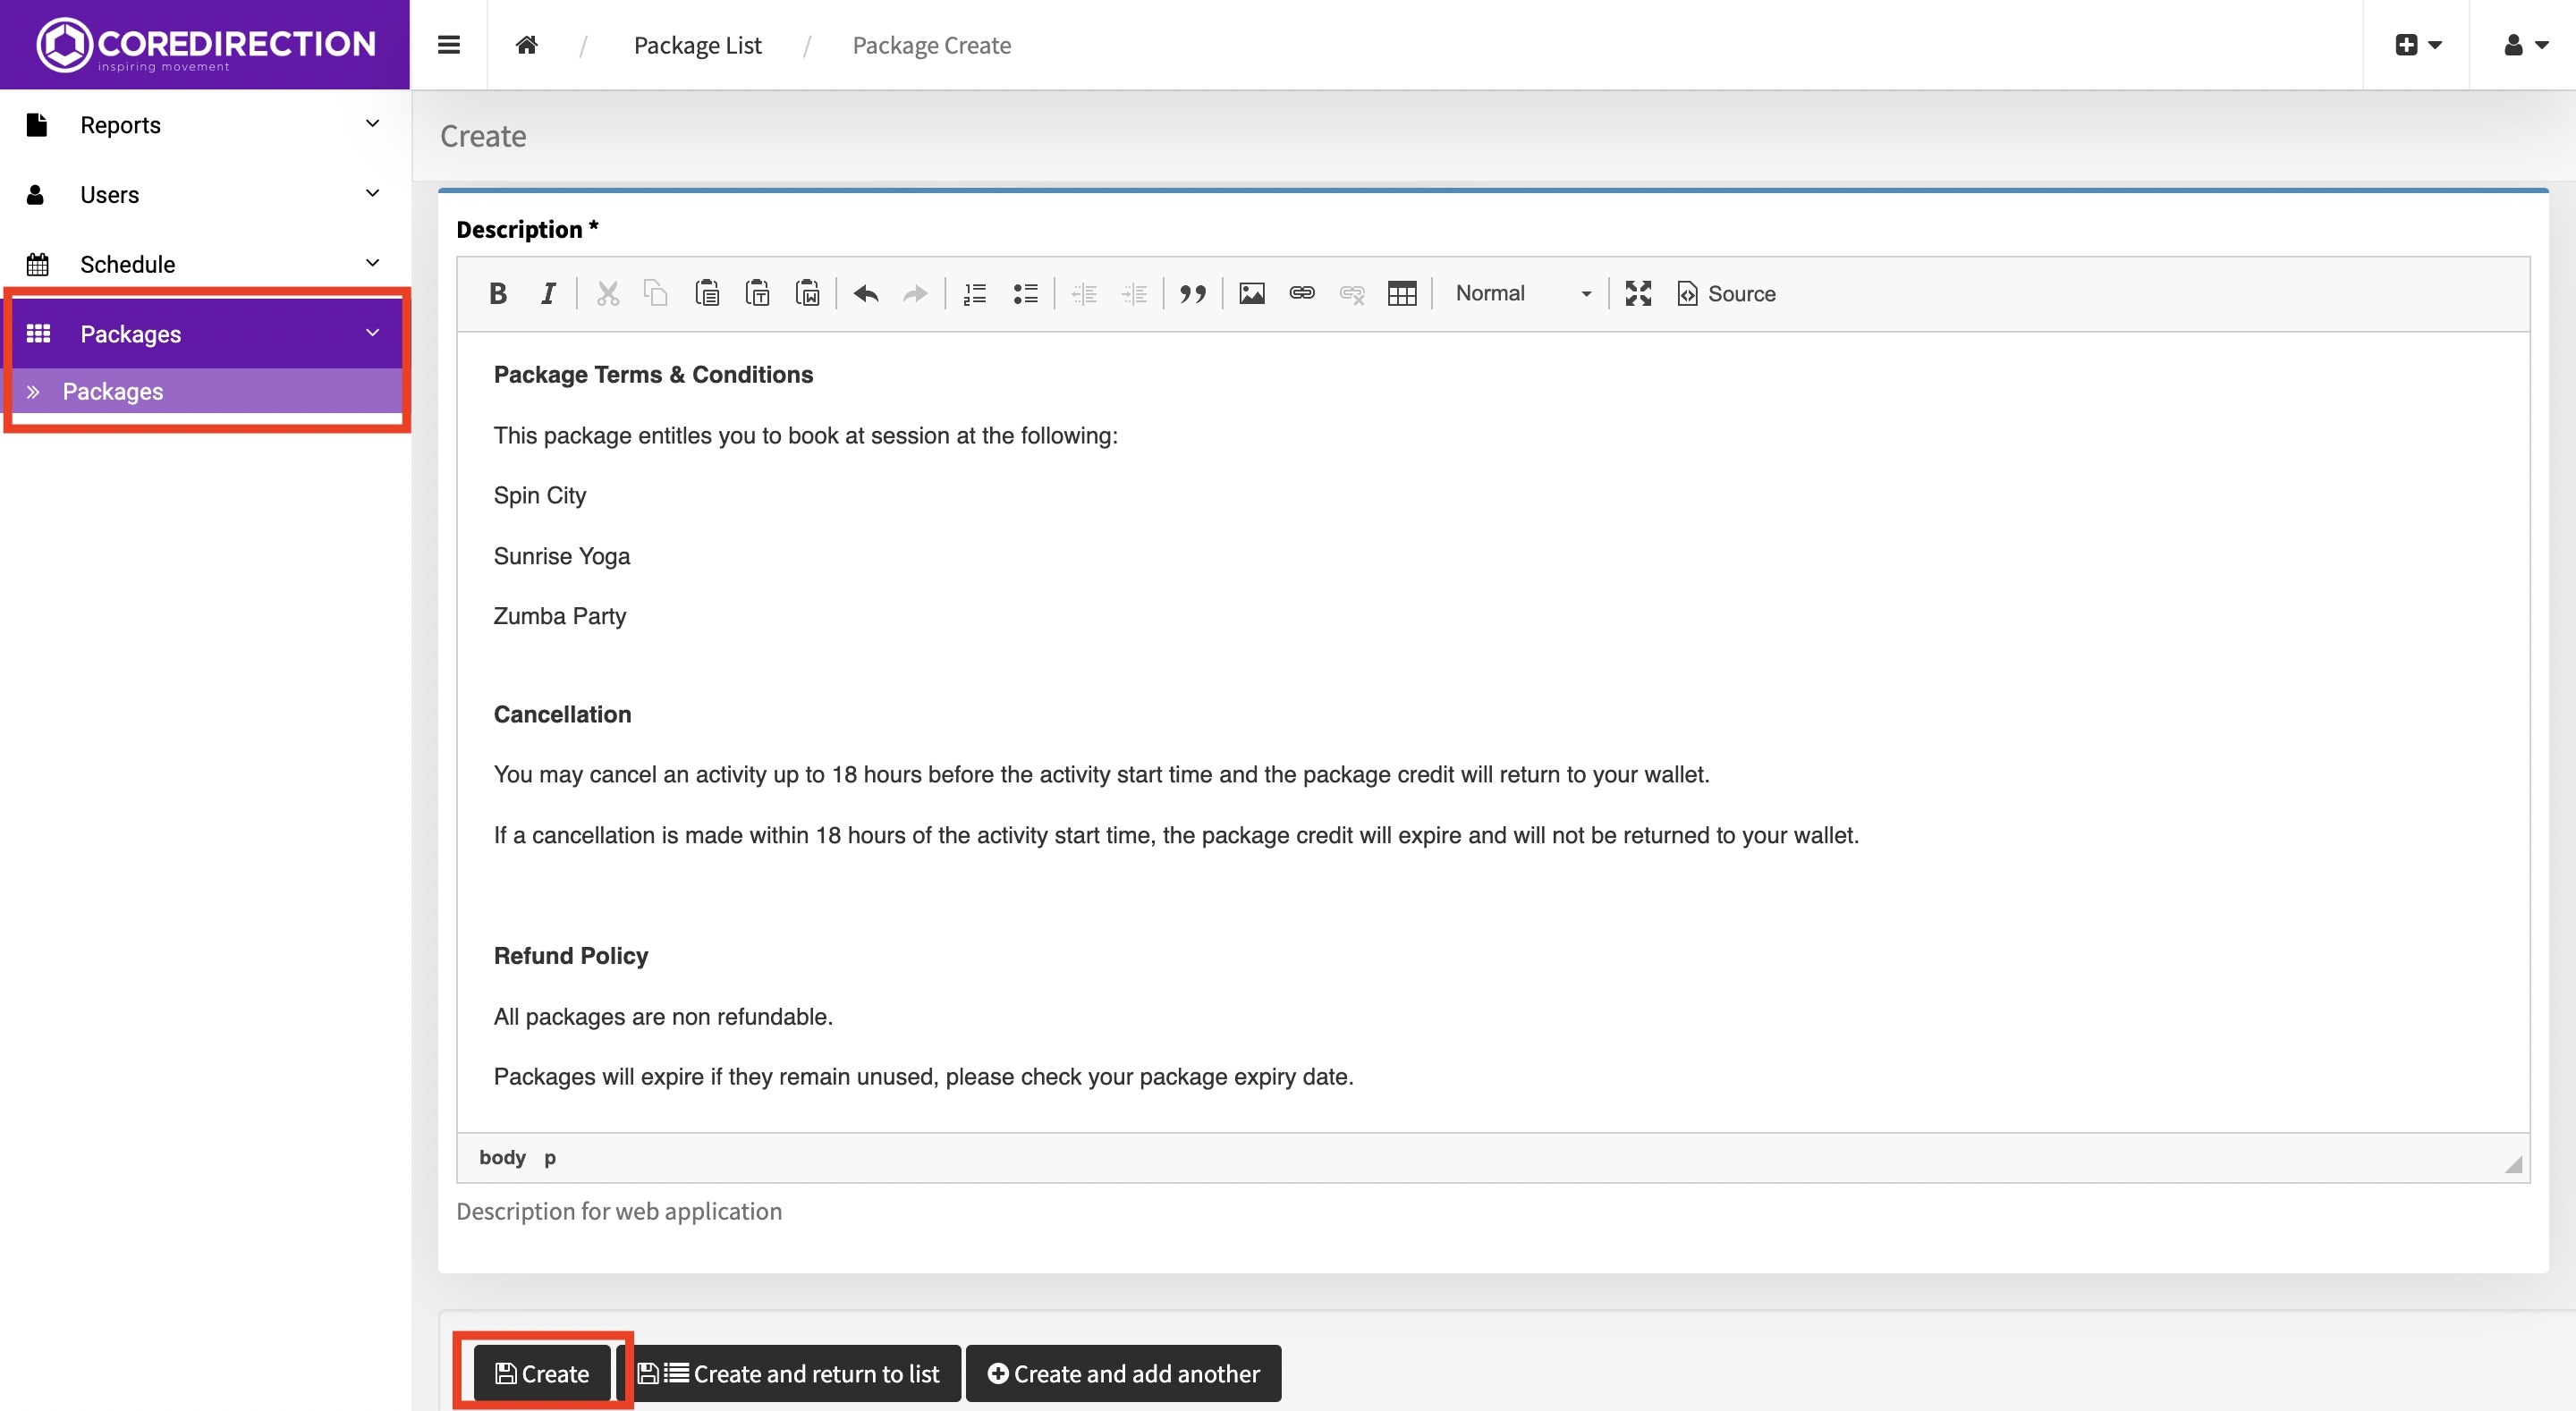 COREDIRECTION
inspiring movement
/ Package List / Package Create
Reports
Users
Schedule
Packages
» Packages
Create
Description *
B I Normal Source
Package Terms & Conditions
This package entitles you to book at session at the following:
Spin City
Sunrise Yoga
Zumba Party
Cancellation
You may cancel an activity up to 18 hours before the activity start time and the package credit will return to your wallet.
If a cancellation is made within 18 hours of the activity start time, the package credit will expire and will not be returned to your wallet.
Refund Policy
All packages are non refundable.
Packages will expire if they remain unused, please check your package expiry date.
body p
Description for web application
Create Create and return to list Create and add another